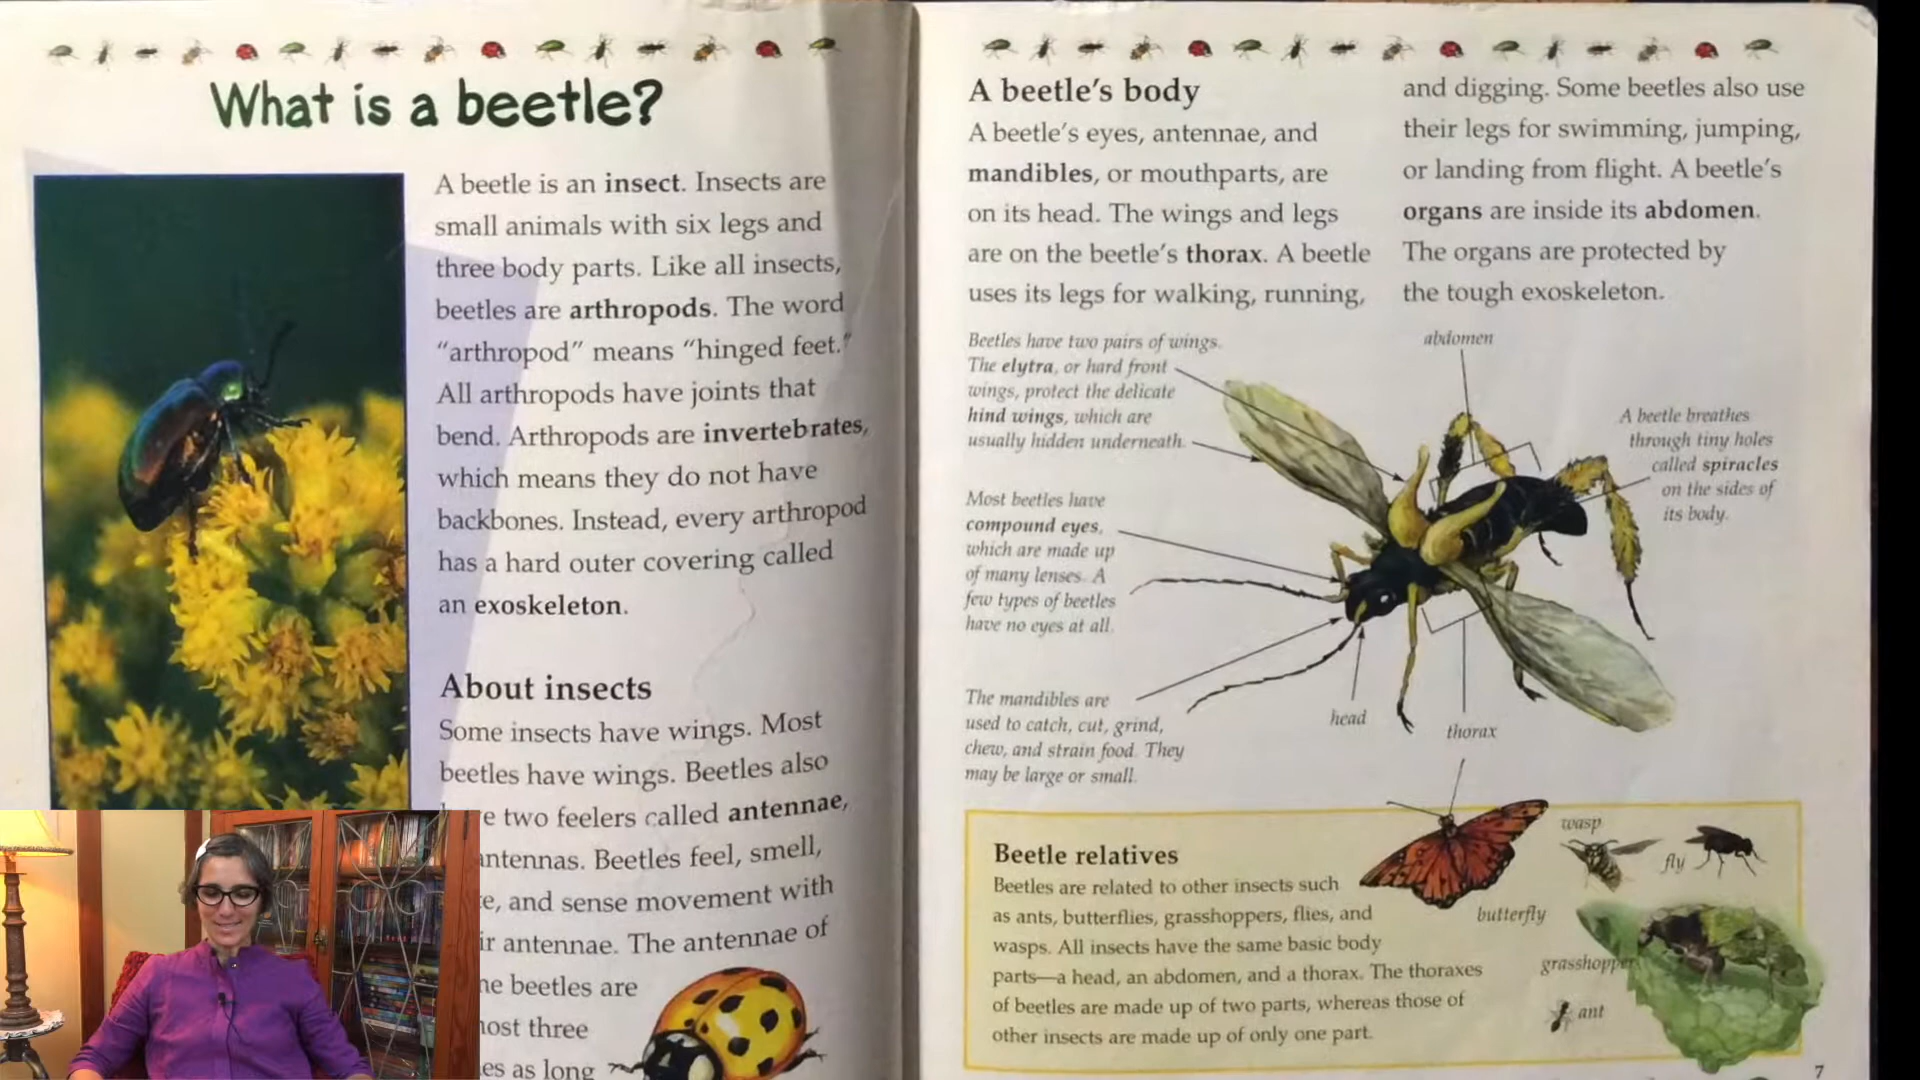 What is a beetle?
A beetle is an insect. Insects are
small animals with six legs and
three body parts. Like all insects,
beetles are arthropods. The word
“arthropod” means “hinged feet.”
All arthropods have joints that
bend. Arthropods are invertebrates,
which means they do not have
backbones. Instead, every arthropod
has a hard outer covering called
an exoskeleton.
About insects
Some insects have wings. Most
beetles have wings. Beetles also
two feelers called antennae,
antennas. Beetles feel, smell,
and sense movement with
antennae. The antennae of
beetles are
three
as long
A beetle’s body
A beetle’s eyes, antennae, and
mandibles, or mouthparts, are
on its head. The wings and legs
are on the beetle’s thorax. A beetle
uses its legs for walking, running,
and digging. Some beetles also use
their legs for swimming, jumping,
or landing from flight. A beetle’s
organs are inside its abdomen.
The organs are protected by
the tough exoskeleton.
Beetles have two pairs of wings.
The elytra, or hard front
wings, protect the delicate
hind wings, which are
usually hidden underneath.
abdomen
A beetle breathes
through tiny holes
called spiracles
on the sides of
its body.
Most beetles have
compound eyes,
which are made up
of many lenses. A
few types of beetles
have no eyes at all.
The mandibles are
used to catch, cut, grind,
chew, and strain food. They
may be large or small.
head
thorax
Beetle relatives
Beetles are related to other insects such
as ants, butterflies, grasshoppers, flies, and
wasps. All insects have the same basic body
parts—a head, an abdomen, and a thorax. The thoraxes
of beetles are made up of two parts, whereas those of
other insects are made up of only one part.
wasp
fly
butterfly
grasshopper
ant
7